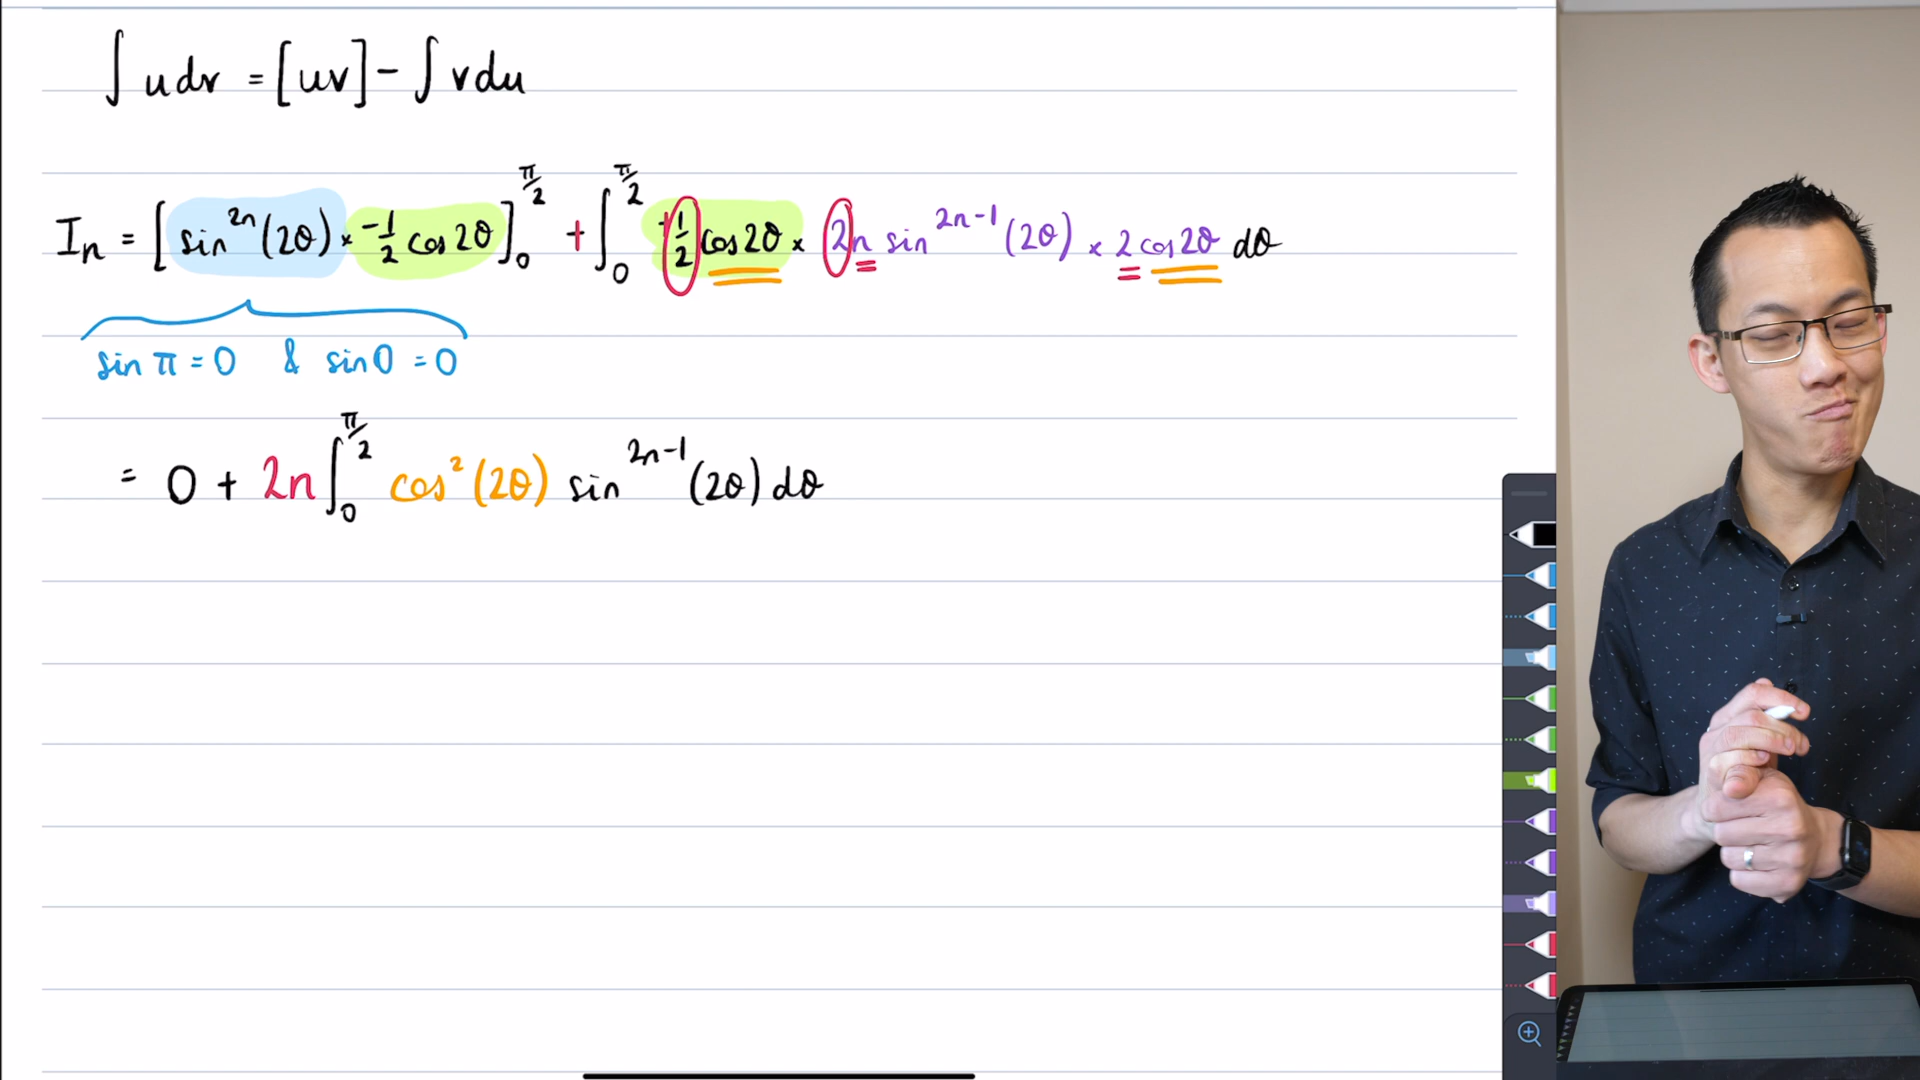 ∫ u dv = [uv] - ∫ v du
Iₙ = [sin²ⁿ(2θ) × -1/2 cos 2θ]₀^(π/2) + ∫₀^(π/2) +1/2 cos 2θ × 2n sin²ⁿ⁻¹(2θ) × 2 cos 2θ dθ
sin π = 0 & sin 0 = 0
= 0 + 2n ∫₀^(π/2) cos²(2θ) sin²ⁿ⁻¹(2θ) dθ